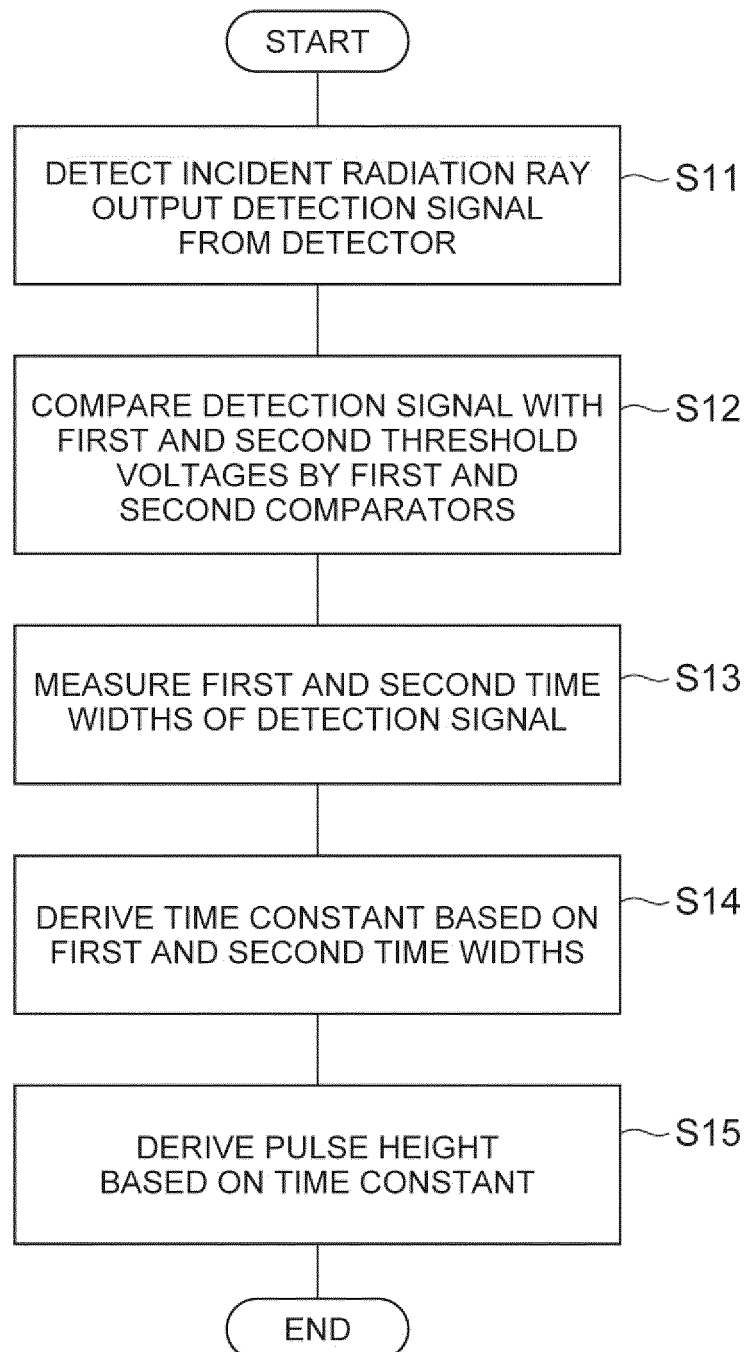 START
DETECT INCIDENT RADIATION RAY
OUTPUT DETECTION SIGNAL
FROM DETECTOR
S11
COMPARE DETECTION SIGNAL WITH
FIRST AND SECOND THRESHOLD
VOLTAGES BY FIRST AND
SECOND COMPARATORS
S12
MEASURE FIRST AND SECOND TIME
WIDTHS OF DETECTION SIGNAL
S13
DERIVE TIME CONSTANT BASED ON
FIRST AND SECOND TIME WIDTHS
S14
DERIVE PULSE HEIGHT
BASED ON TIME CONSTANT
S15
END